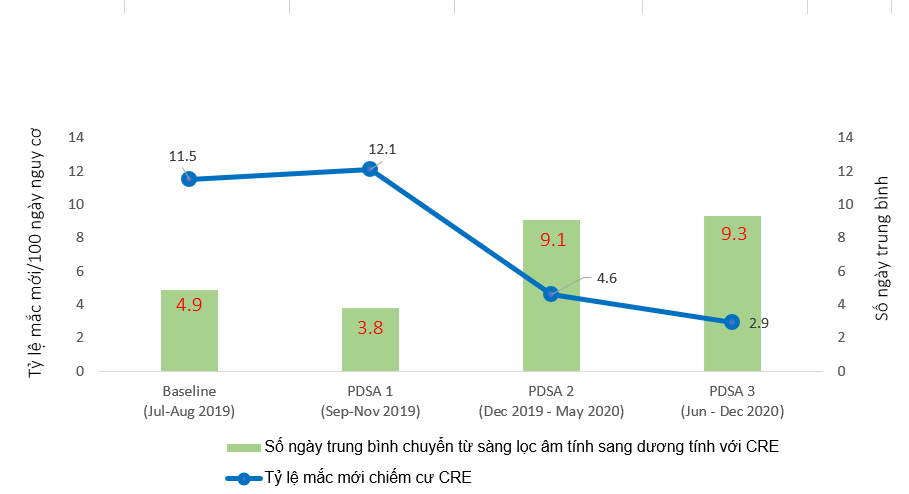 Tỷ lệ mắc mới/100 ngày nguy cơ
14
12
10
8
6
4
2
0
11.5
12.1
4.6
2.9
4.9
3.8
9.1
9.3
14
12
10
8
6
4
2
0
Số ngày trung bình
Baseline
(Jul-Aug 2019)
PDSA 1
(Sep-Nov 2019)
PDSA 2
(Dec 2019 - May 2020)
PDSA 3
(Jun - Dec 2020)
Số ngày trung bình chuyển từ sàng lọc âm tính sang dương tính với CRE
Tỷ lệ mắc mới chiếm cư CRE